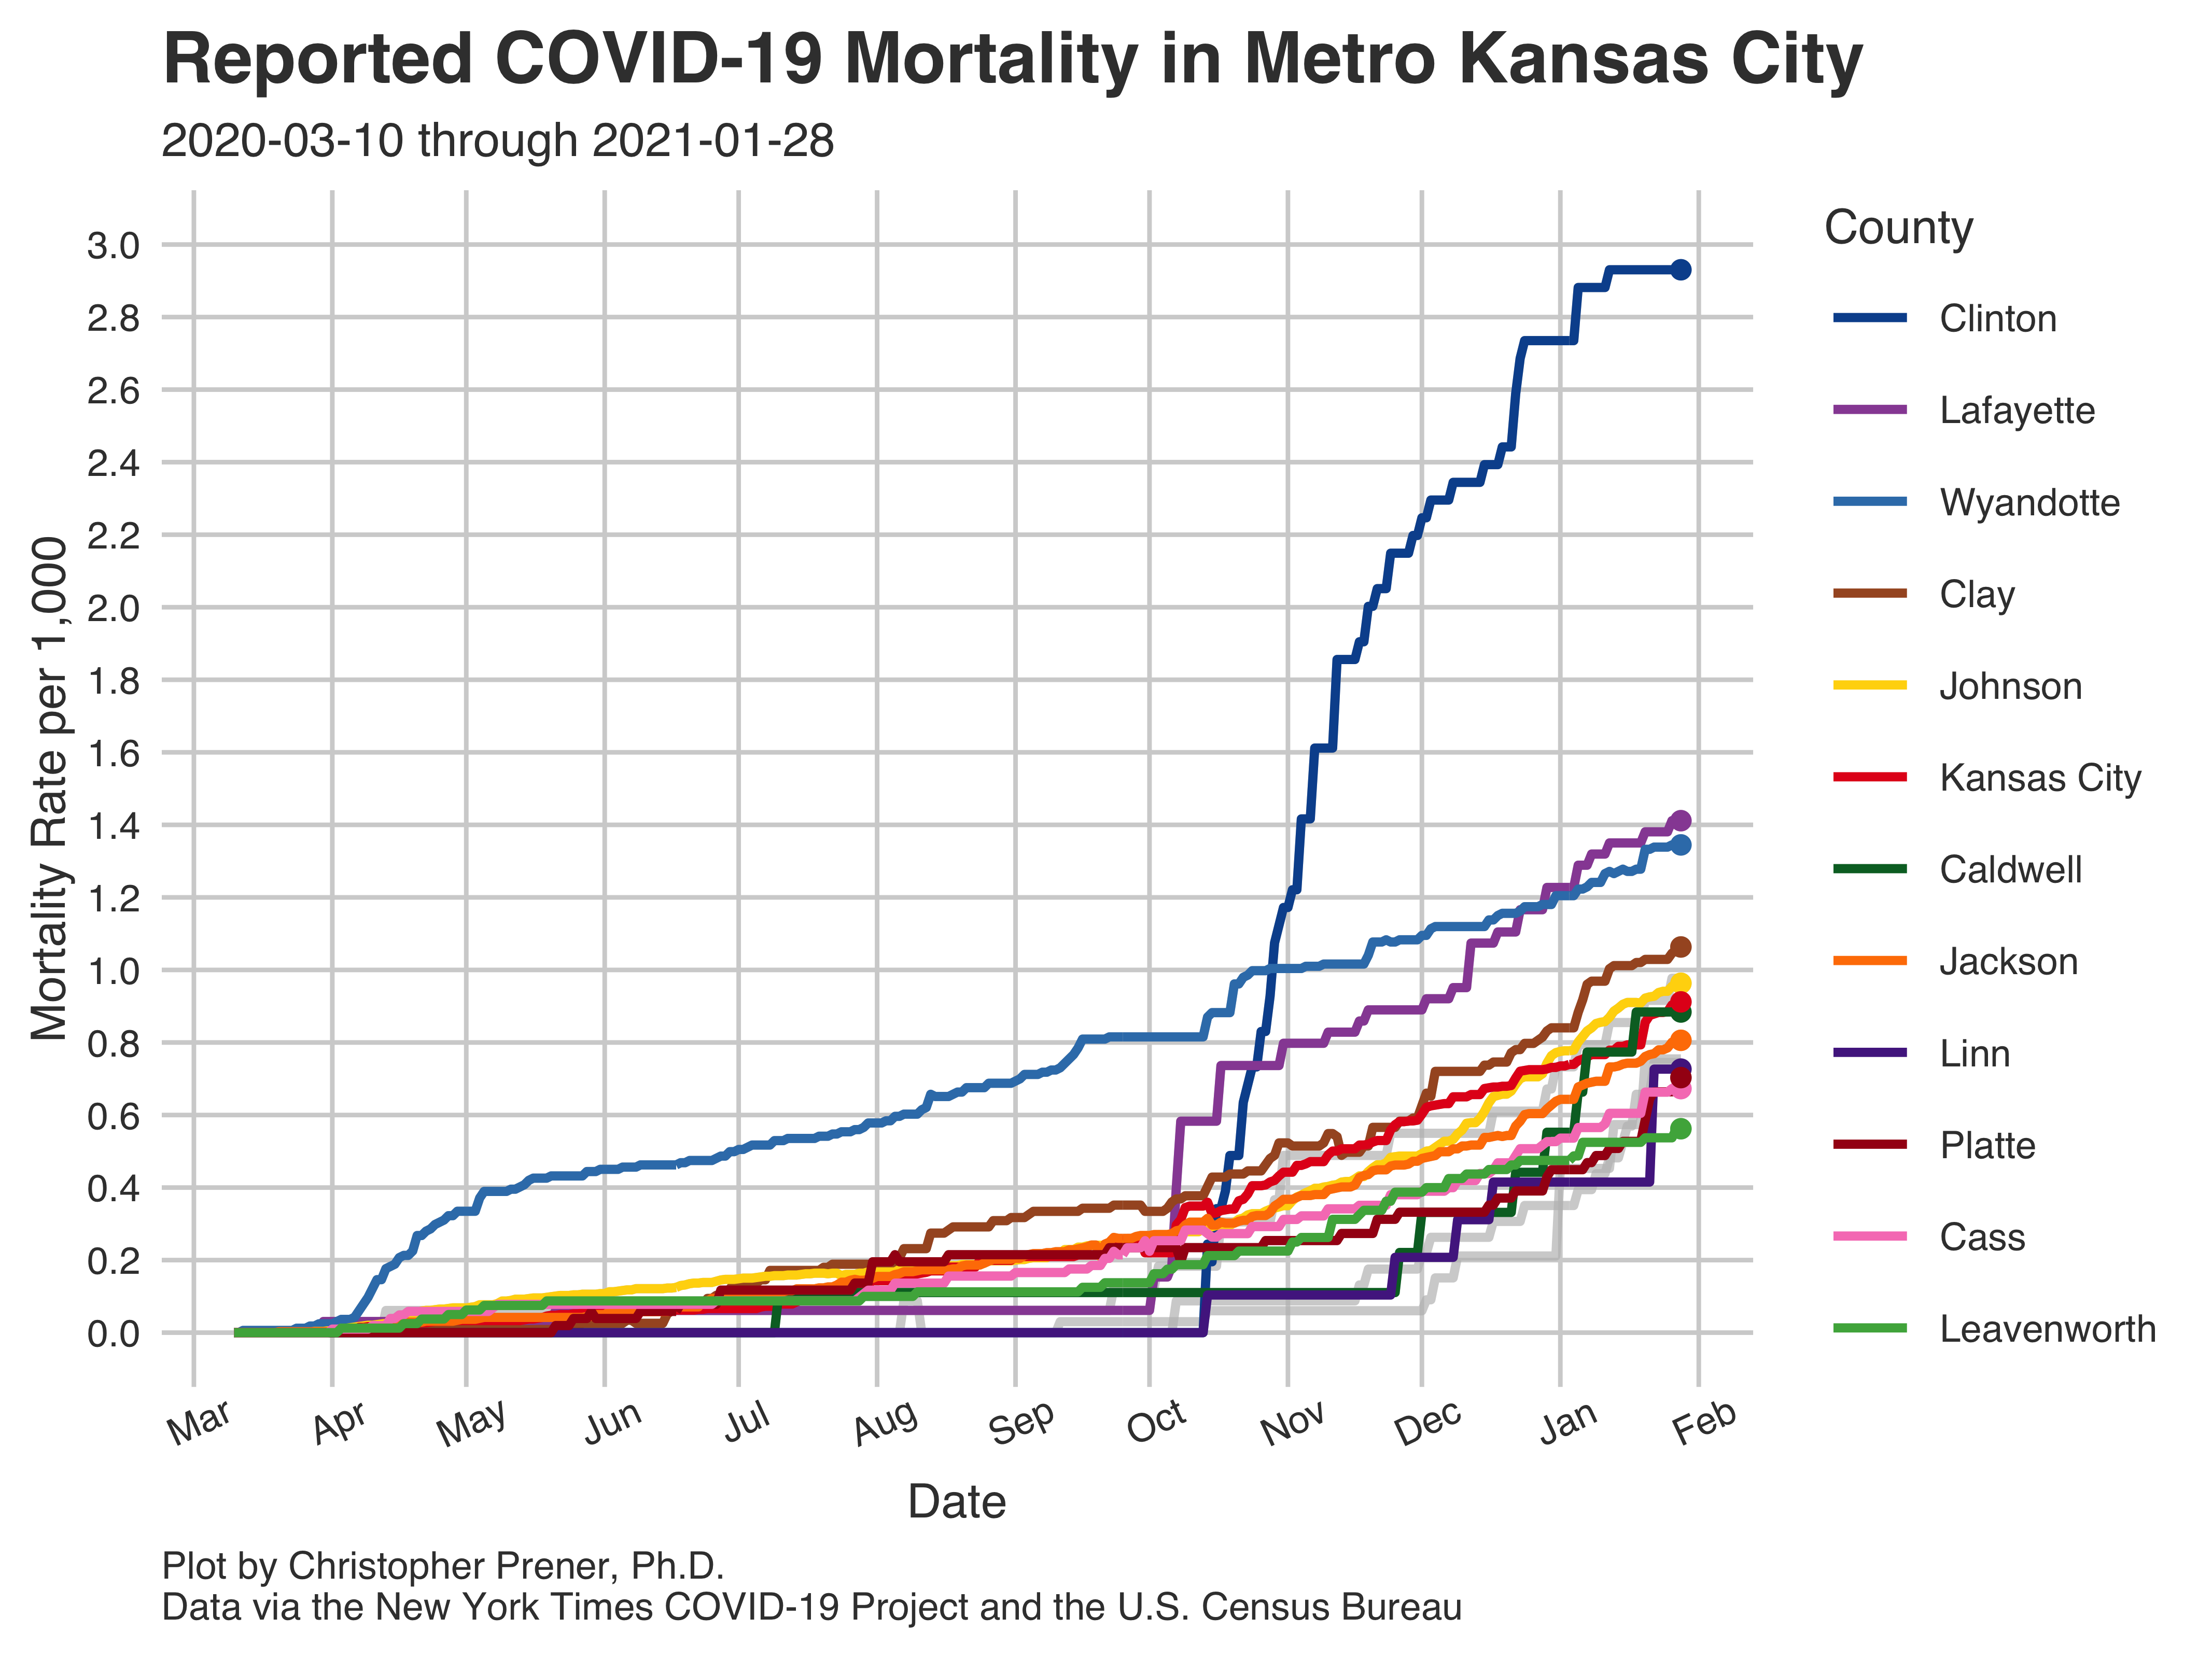 Reported COVID-19 Mortality in Metro Kansas City
2020-03-10 through 2021-01-28
Mortality Rate per 1,000
3.0
2.8
2.6
2.4
2.2
2.0
1.8
1.6
1.4
1.2
1.0
0.8
0.6
0.4
0.2
0.0
Mar
Apr
May
Jun
Jul
Aug
Sep
Oct
Nov
Dec
Jan
Feb
Date
County
Clinton
Lafayette
Wyandotte
Clay
Johnson
Kansas City
Caldwell
Jackson
Linn
Platte
Cass
Leavenworth
Plot by Christopher Prener, Ph.D.
Data via the New York Times COVID-19 Project and the U.S. Census Bureau